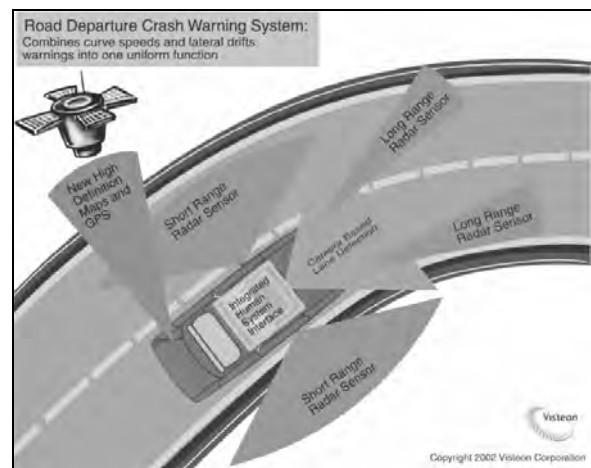 Road Departure Crash Warning System:
Combines curve speeds and lateral drifts
warnings into one uniform function
New High
Definition
Maps and
GPS
Short Range
Radar Sensor
Long Range
Radar Sensor
Camera Based
Lane Detection
Long Range
Radar Sensor
Integrated
Human
System
Interface
Short Range
Radar Sensor
Visteon
Copyright 2002 Visteon Corporation